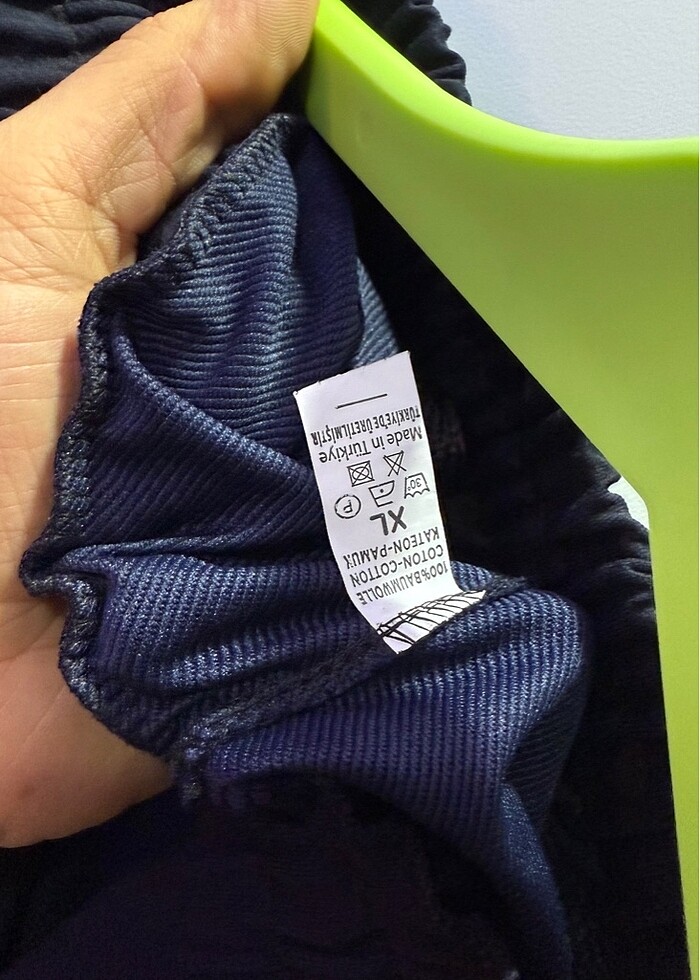 100%BAUMWOLLE
COTON-COTTON
KATEON-PAMUK
XL
30°
P
Made in Türkiye
TÜRKİYE'DE ÜRETİLMİŞTİR